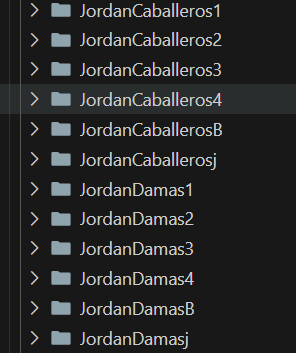 JordanCaballeros1
JordanCaballeros2
JordanCaballeros3
JordanCaballeros4
JordanCaballerosB
JordanCaballerosj
JordanDamas1
JordanDamas2
JordanDamas3
JordanDamas4
JordanDamasB
JordanDamasj